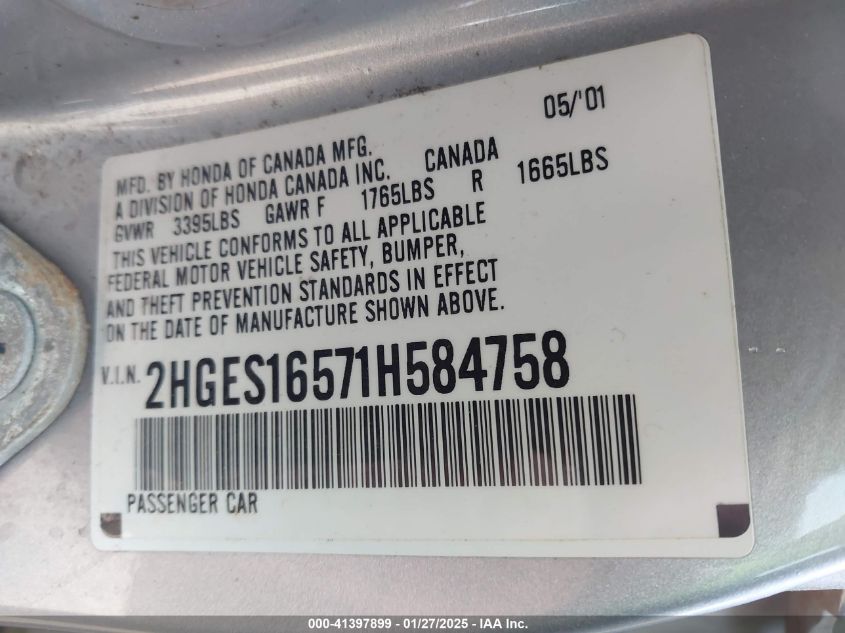 05/'01
MFD. BY HONDA OF CANADA MFG.
A DIVISION OF HONDA CANADA INC. CANADA
GVWR 3395LBS GAWR F 1765LBS R 1665LBS
THIS VEHICLE CONFORMS TO ALL APPLICABLE
FEDERAL MOTOR VEHICLE SAFETY, BUMPER,
AND THEFT PREVENTION STANDARDS IN EFFECT
ON THE DATE OF MANUFACTURE SHOWN ABOVE.
V.I.N. 2HGES16571H584758
PASSENGER CAR
000-41397899 / 01/27/2025 - IAA Inc.